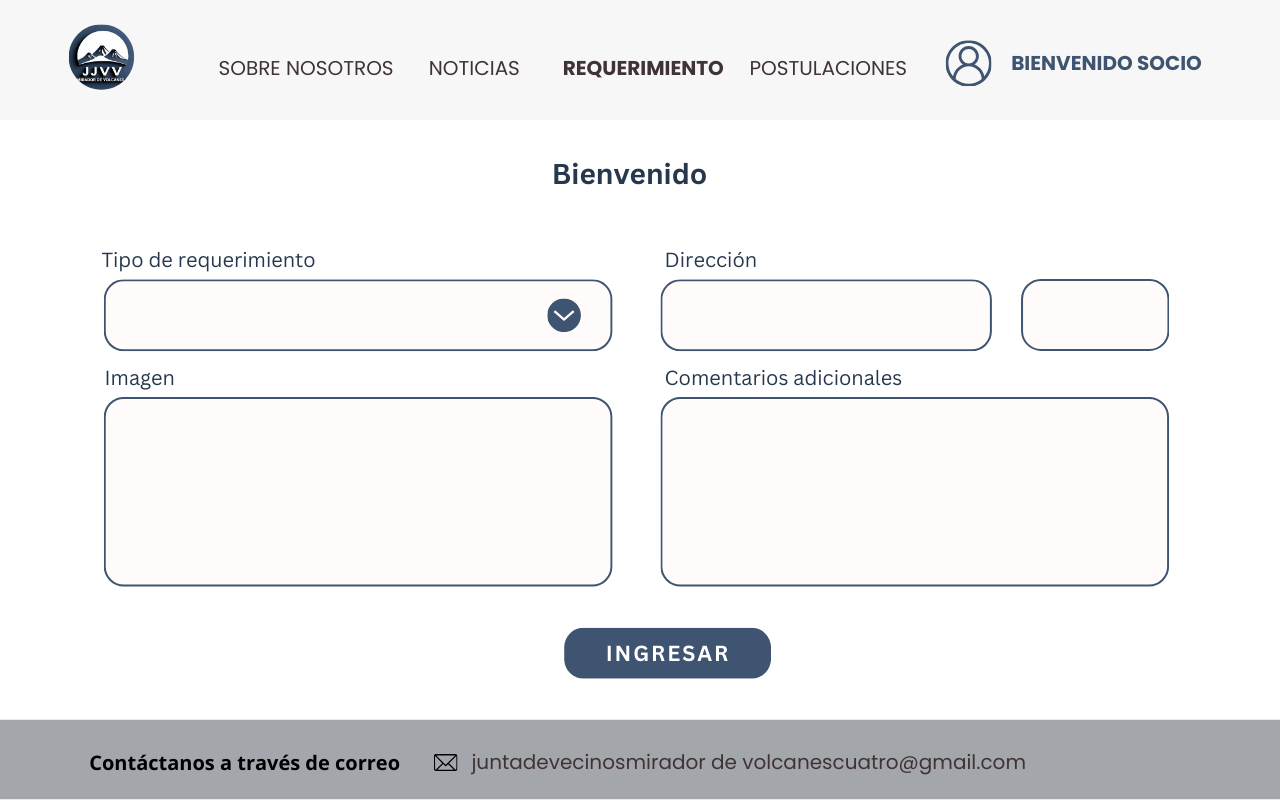 JJVV
MIRADOR DE VOLCANES
SOBRE NOSOTROS
NOTICIAS
REQUERIMIENTO
POSTULACIONES
BIENVENIDO SOCIO
Bienvenido
Tipo de requerimiento
Dirección
Imagen
Comentarios adicionales
INGRESAR
Contáctanos a través de correo
juntadevecinosmirador de volcanescuatro@gmail.com